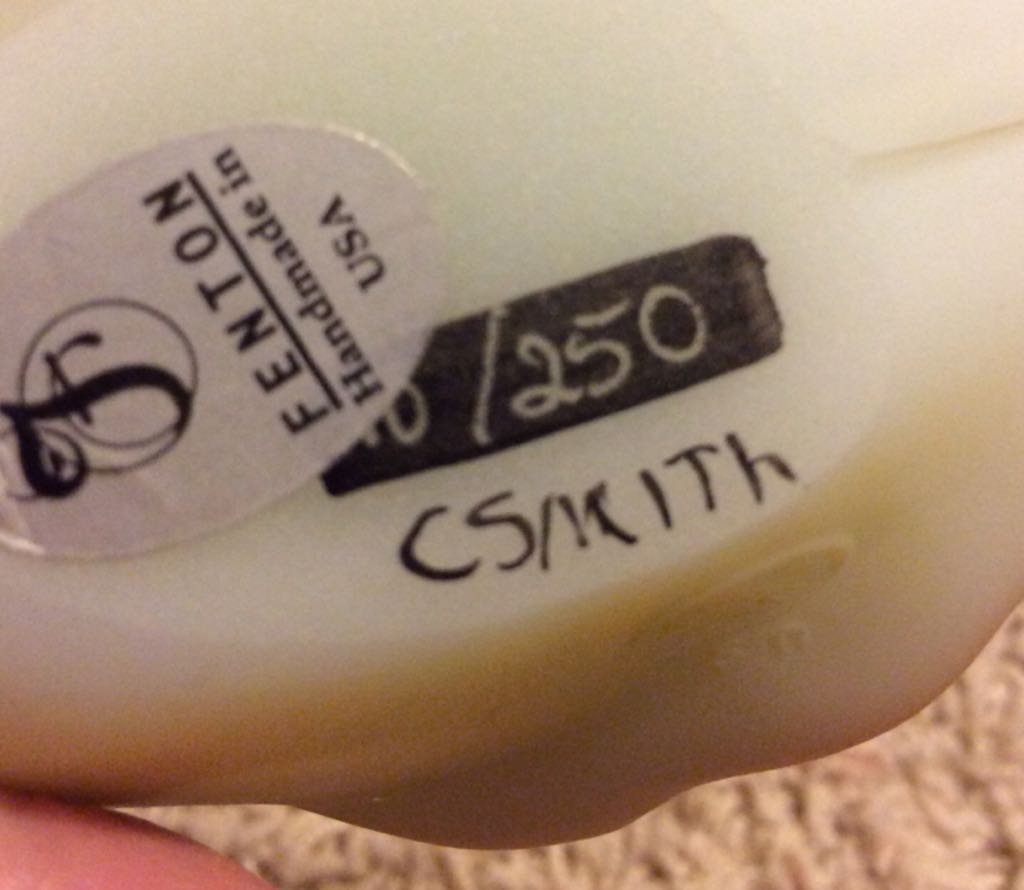 FENTON
Handmade in
USA
/250
CSMITH